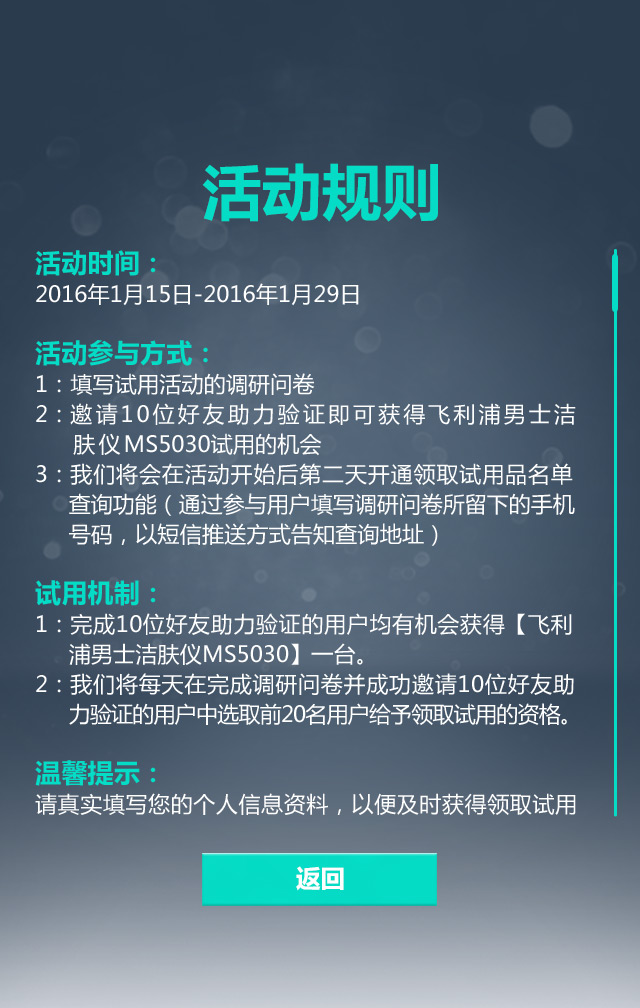 活动规则
活动时间：
2016年1月15日-2016年1月29日
活动参与方式：
1：填写试用活动的调研问卷
2：邀请10位好友助力验证即可获得飞利浦男士洁
肤仪MS5030试用的机会
3：我们将会在活动开始后第二天开通领取试用品名单
查询功能（通过参与用户填写调研问卷所留下的手机
号码，以短信推送方式告知查询地址）
试用机制：
1：完成10位好友助力验证的用户均有机会获得【飞利
浦男士洁肤仪MS5030】一台。
2：我们将每天在完成调研问卷并成功邀请10位好友助
力验证的用户中选取前20名用户给予领取试用的资格。
温馨提示：
请真实填写您的个人信息资料，以便及时获得领取试用
返回